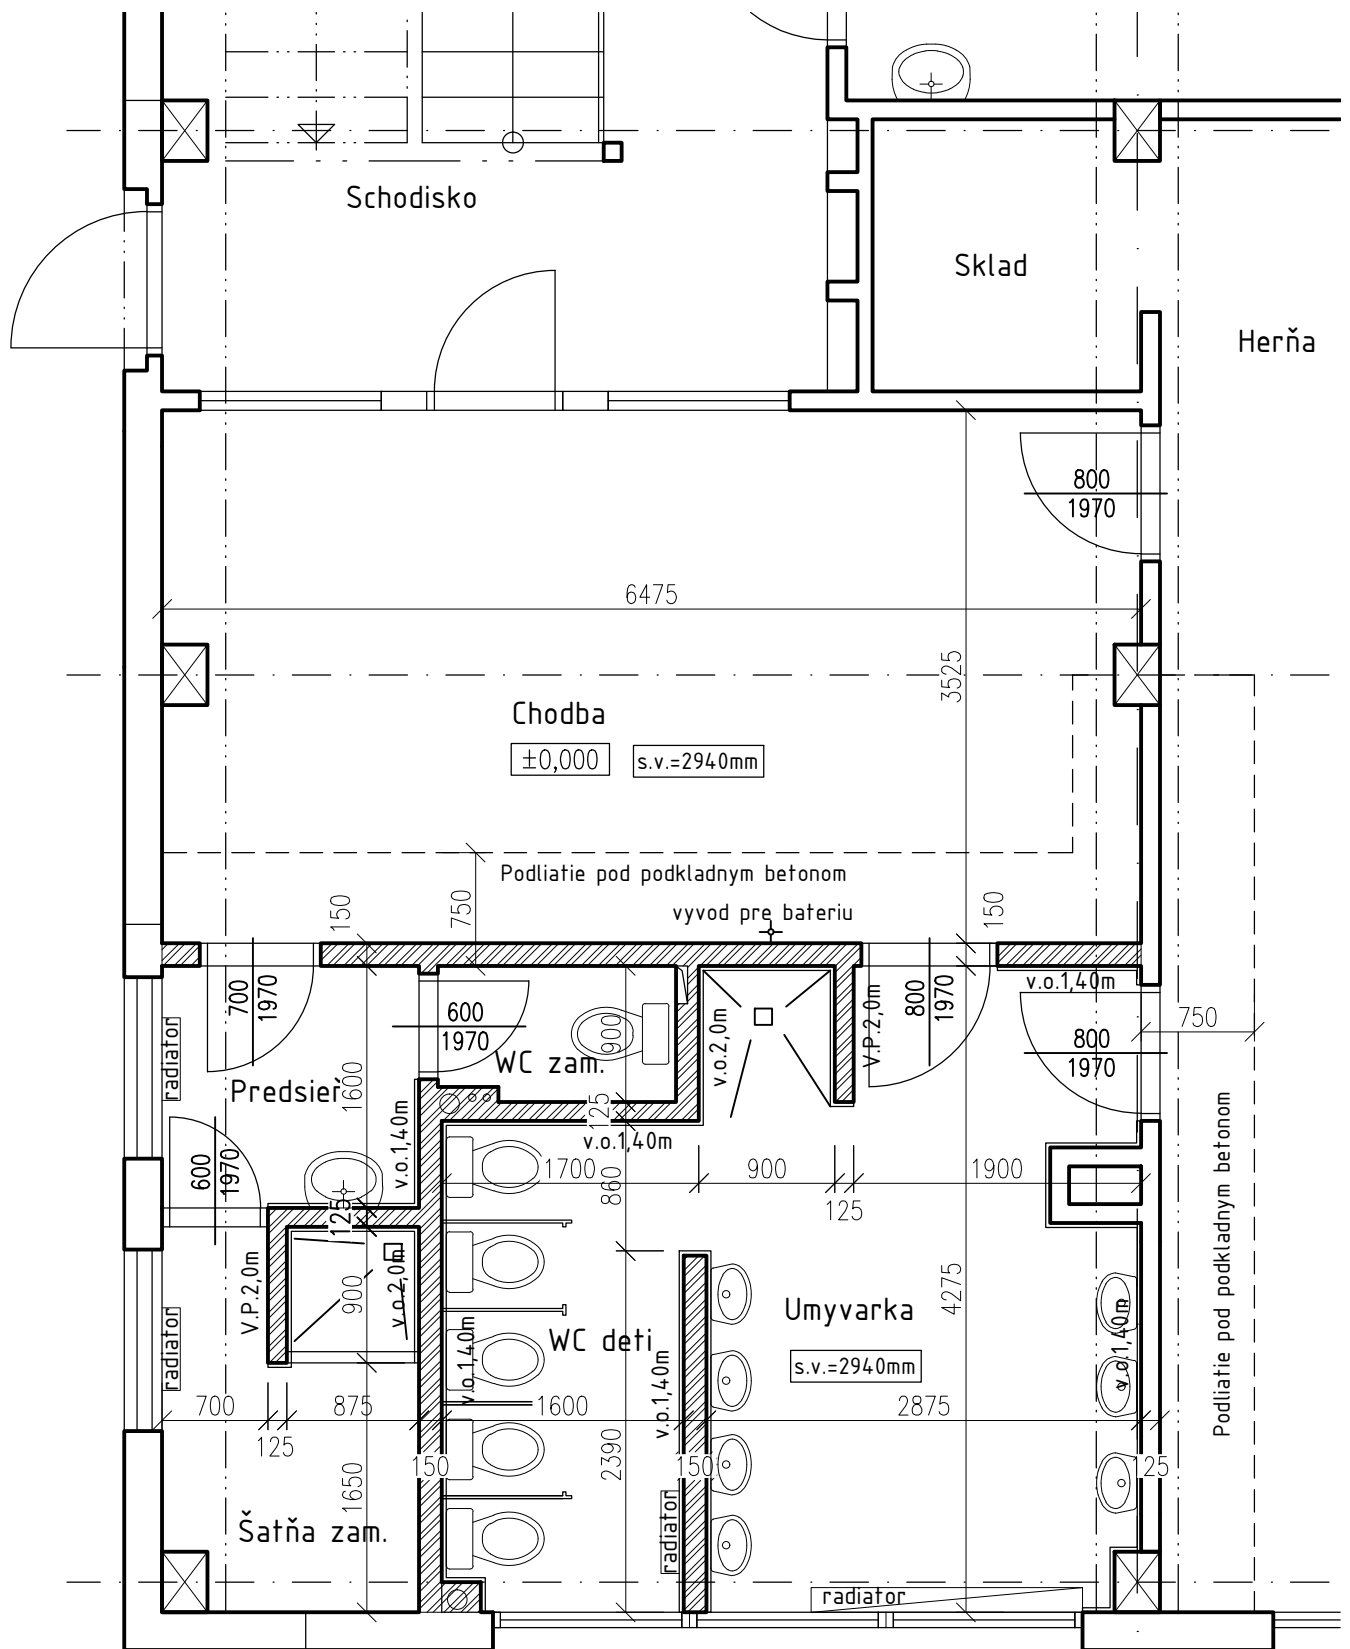 Schodisko
Sklad
Herňa
800
1970
6475
3525
Chodba
±0,000
s.v.=2940mm
Podliatie pod podkladnym betonom
750
150
vyvod pre bateriu
150
700
1970
600
1970
900
WC zam.
v.o.2,0m
V.P.2,0m
800
1970
v.o.1,40m
800
1970
750
radiator
Predsieň
1600
v.o.1,40m
125
v.o.1,40m
600
1970
1700
900
1900
860
125
125
Podliatie pod podkladnym betonom
V.P.2,0m
900
v.o.2,0m
radiator
v.o.1,40m
WC deti
v.o.1,40m
Umyvarka
4275
s.v.=2940mm
v.o.1,40m
700
875
1600
2875
125
150
2390
150
125
1650
Šatňa zam.
radiator
radiator